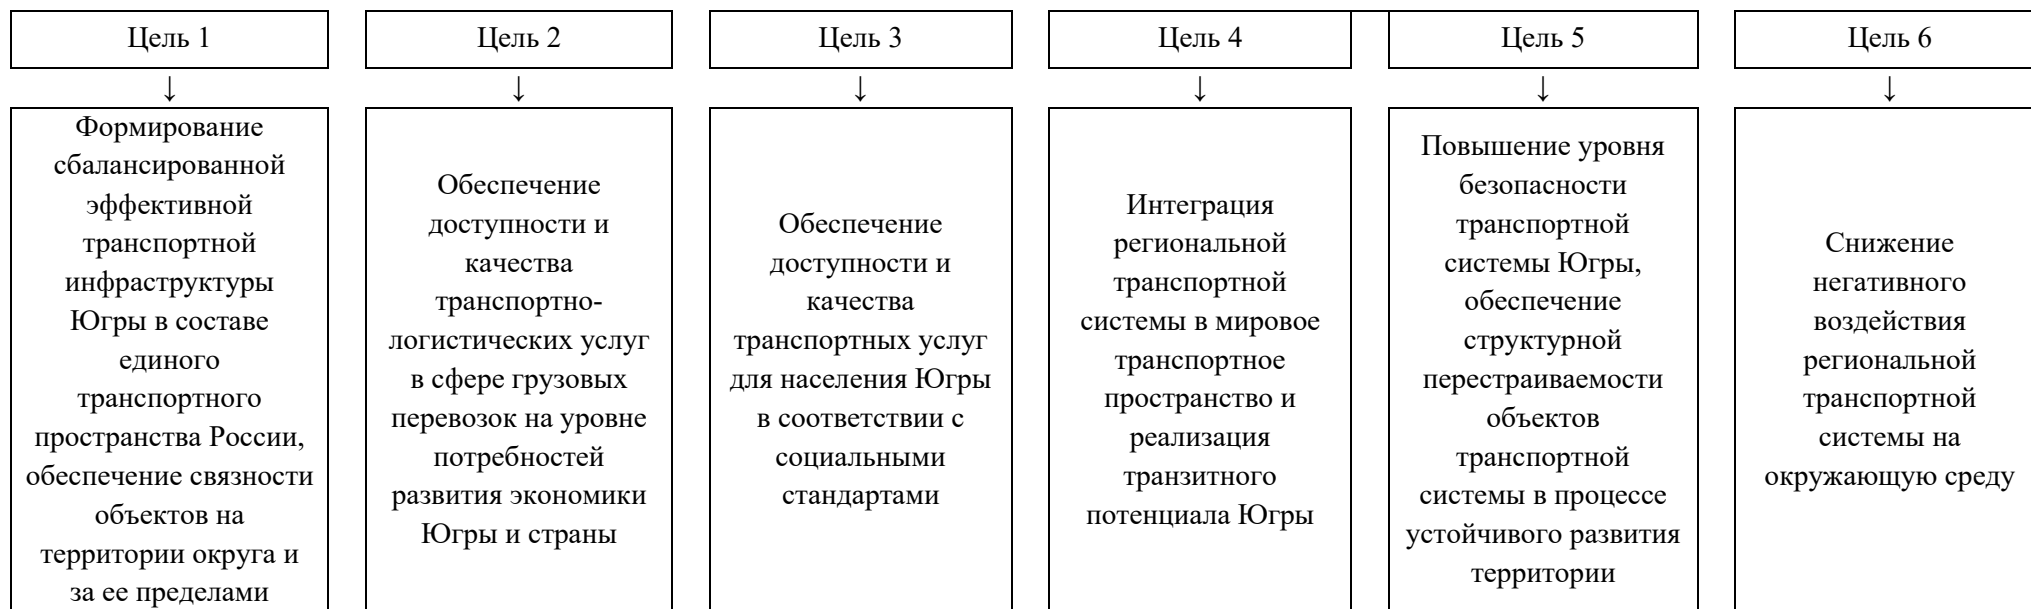 Цель 1
Формирование
сбалансированной
эффективной
транспортной
инфраструктуры
Югры в составе
единого
транспортного
пространства России,
обеспечение связности
объектов на
территории округа и
за ее пределами
Цель 2
Обеспечение
доступности и
качества
транспортно-
логистических услуг
в сфере грузовых
перевозок на уровне
потребностей
развития экономики
Югры и страны
Цель 3
Обеспечение
доступности и
качества
транспортных услуг
для населения Югры
в соответствии с
социальными
стандартами
Цель 4
Интеграция
региональной
транспортной
системы в мировое
транспортное
пространство и
реализация
транзитного
потенциала Югры
Цель 5
Повышение уровня
безопасности
транспортной
системы Югры,
обеспечение
структурной
перестраиваемости
объектов
транспортной
системы в процессе
устойчивого развития
территории
Цель 6
Снижение
негативного
воздействия
региональной
транспортной
системы на
окружающую среду